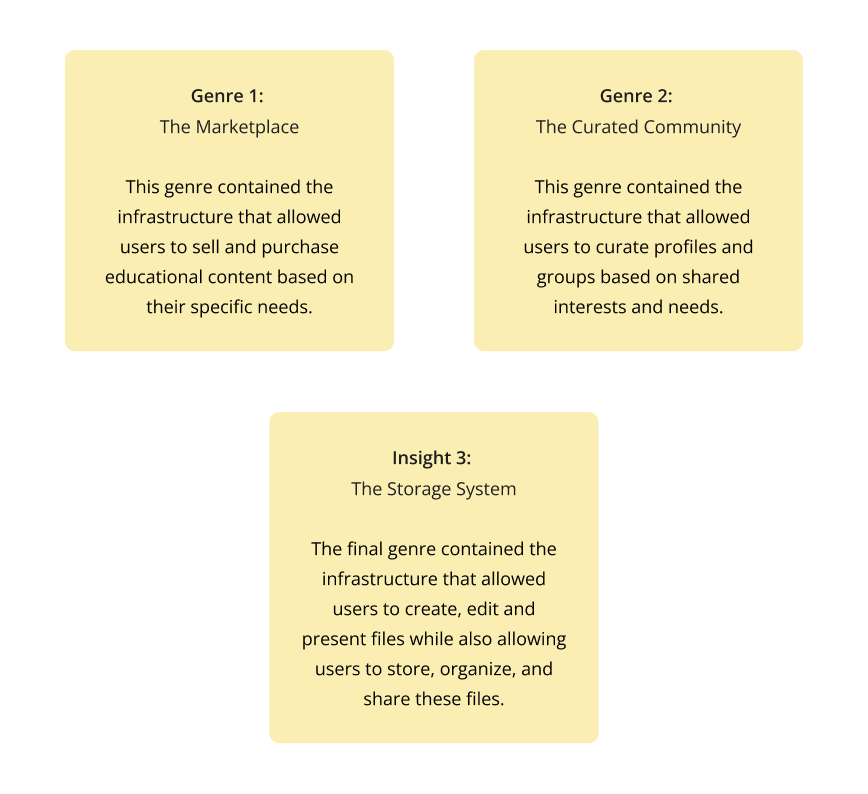 Genre 1:
The Marketplace
This genre contained the
infrastructure that allowed
users to sell and purchase
educational content based on
their specific needs.
Genre 2:
The Curated Community
This genre contained the
infrastructure that allowed
users to curate profiles and
groups based on shared
interests and needs.
Insight 3:
The Storage System
The final genre contained the
infrastructure that allowed
users to create, edit and
present files while also allowing
users to store, organize, and
share these files.